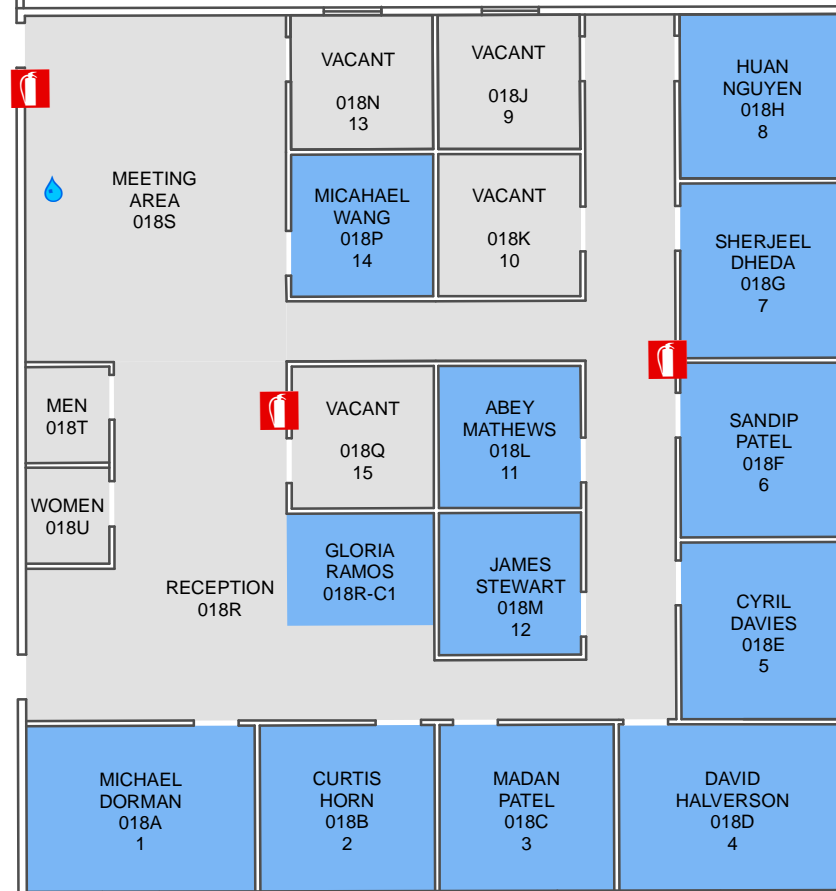 VACANT
018N
13
VACANT
018J
9
HUAN
NGUYEN
018H
8
MEETING
AREA
018S
MICAHAEL
WANG
018P
14
VACANT
018K
10
SHERJEEL
DHEDA
018G
7
MEN
018T
VACANT
018Q
15
ABEY
MATHEWS
018L
11
SANDIP
PATEL
018F
6
WOMEN
018U
RECEPTION
018R
GLORIA
RAMOS
018R-C1
JAMES
STEWART
018M
12
CYRIL
DAVIES
018E
5
MICHAEL
DORMAN
018A
1
CURTIS
HORN
018B
2
MADAN
PATEL
018C
3
DAVID
HALVERSON
018D
4